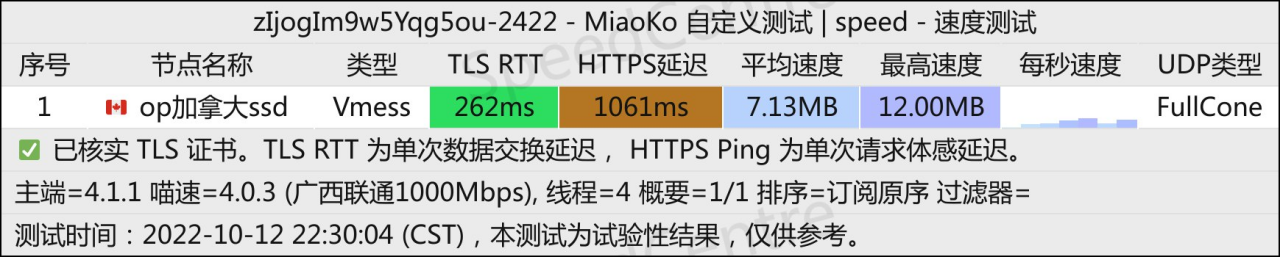 zIjogIm9w5Yqg5ou-2422 - MiaoKo 自定义测试 | speed - 速度测试
序号 节点名称 类型 TLS RTT HTTPS延迟 平均速度 最高速度 每秒速度 UDP类型
1 🇨🇦 op加拿大ssd Vmess 262ms 1061ms 7.13MB 12.00MB FullCone
✅ 已核实 TLS 证书。TLS RTT 为单次数据交换延迟，HTTPS Ping 为单次请求体感延迟。
主端=4.1.1 喵速=4.0.3 (广西联通1000Mbps), 线程=4 概要=1/1 排序=订阅原序 过滤器=
测试时间：2022-10-12 22:30:04 (CST)，本测试为试验性结果，仅供参考。
SpeedCentre
Centre